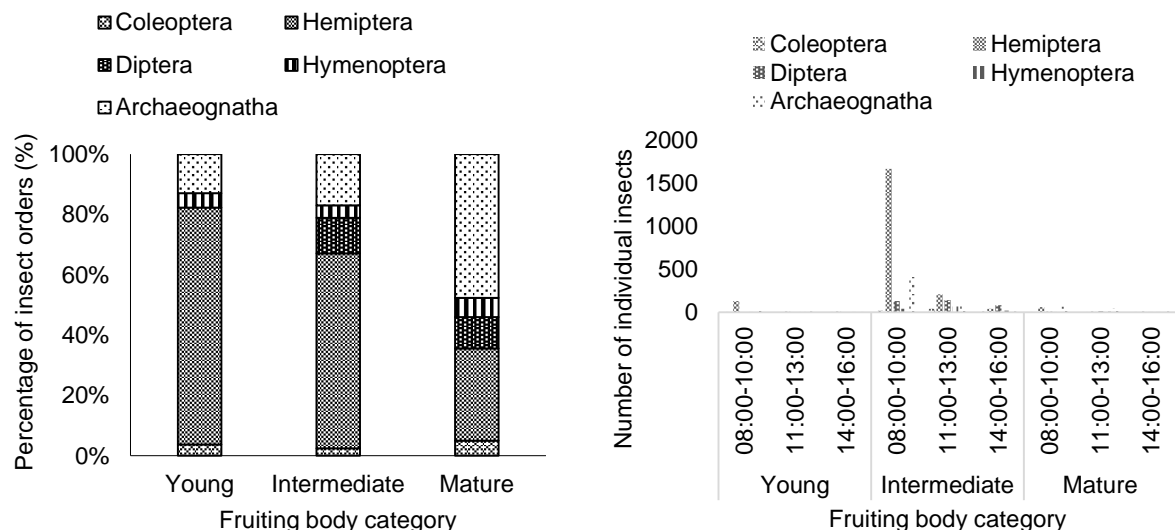 Coleoptera Hemiptera
Diptera Hymenoptera
Archaeognatha
Percentage of insect orders (%)
100%
80%
60%
40%
20%
0%
Young Intermediate Mature
Fruiting body category
Coleoptera Hemiptera
Diptera Hymenoptera
Archaeognatha
Number of individual insects
2000
1500
1000
500
0
08:00-10:00
11:00-13:00
14:00-16:00
08:00-10:00
11:00-13:00
14:00-16:00
08:00-10:00
11:00-13:00
14:00-16:00
Young Intermediate Mature
Fruiting body category